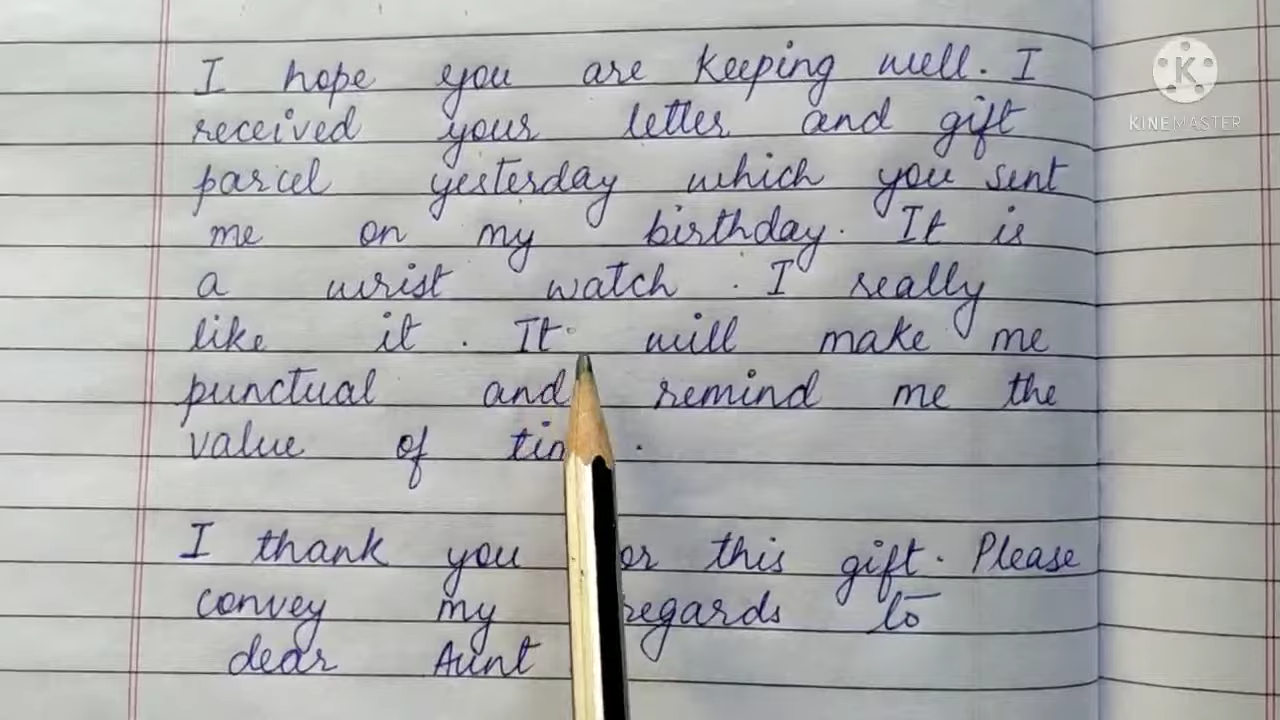 I hope you are keeping well. I
received your letter and gift
parcel yesterday which you sent
me on my birthday. It is
a wrist watch. I really
like it. It will make me
punctual and remind me the
value of
I thank you this gift. Please
convey my regards to
dear Aunt
KINEMASTER